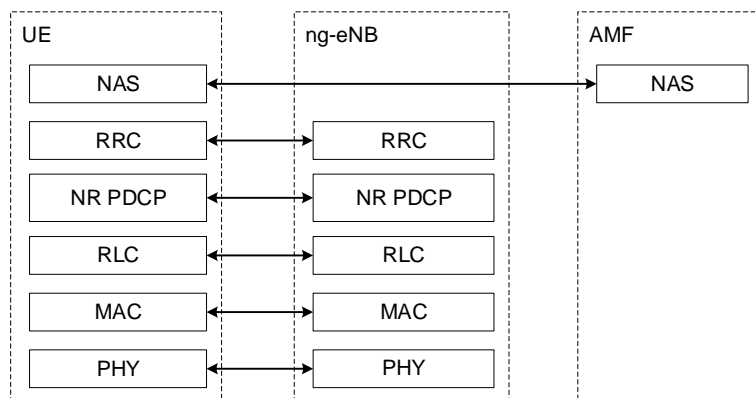 UE
ng-eNB
AMF
NAS
NAS
RRC
RRC
NR PDCP
NR PDCP
RLC
RLC
MAC
MAC
PHY
PHY